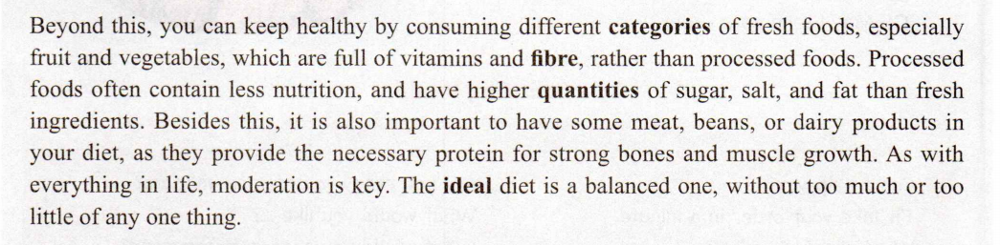 Beyond this, you can keep healthy by consuming different categories of fresh foods, especially
fruit and vegetables, which are full of vitamins and fibre, rather than processed foods. Processed
foods often contain less nutrition, and have higher quantities of sugar, salt, and fat than fresh
ingredients. Besides this, it is also important to have some meat, beans, or dairy products in
your diet, as they provide the necessary protein for strong bones and muscle growth. As with
everything in life, moderation is key. The ideal diet is a balanced one, without too much or too
little of any one thing.